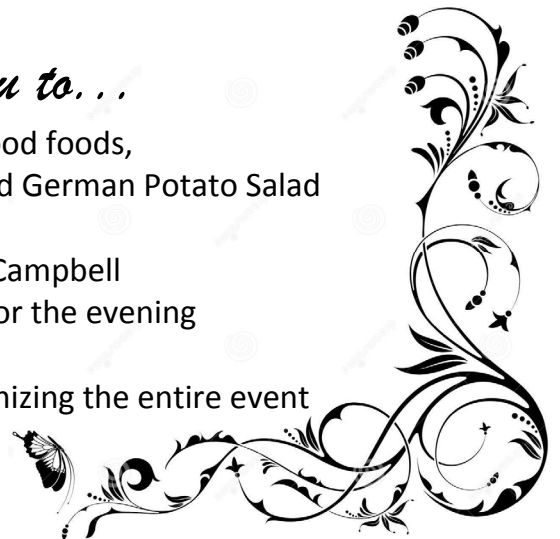 u to...
od foods,
d German Potato Salad
Campbell
or the evening
nizing the entire event